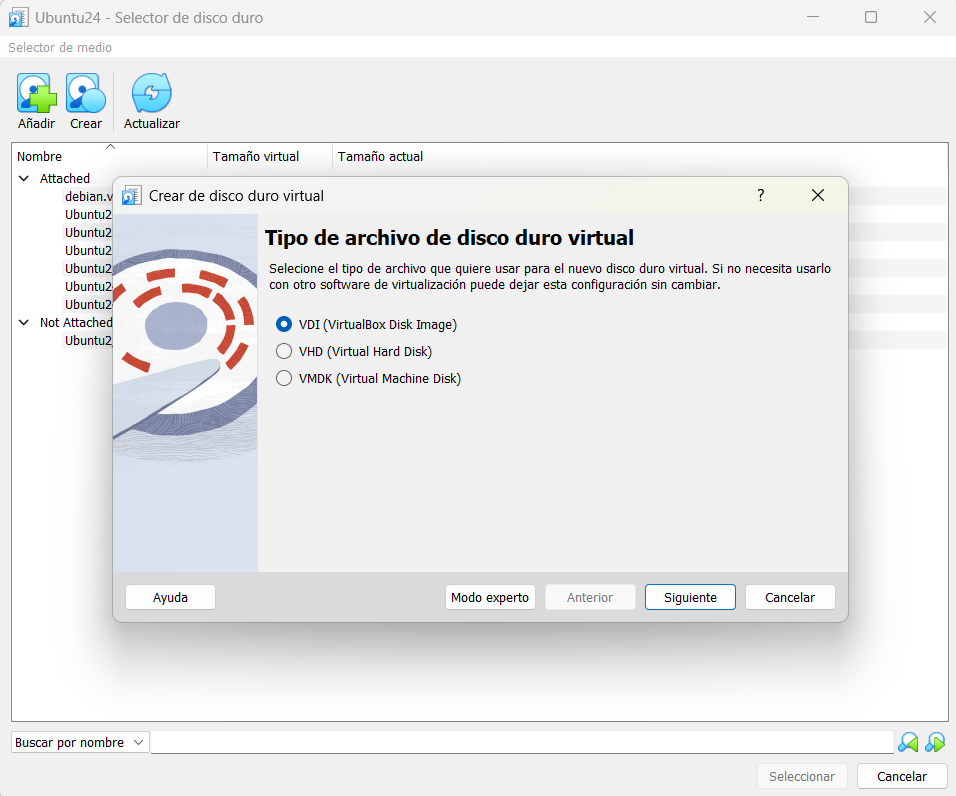 Ubuntu24 - Selector de disco duro
Selector de medio
Añadir
Crear
Actualizar
Nombre
Tamaño virtual
Tamaño actual
Attached
debian.v
Ubuntu2
Ubuntu2
Ubuntu2
Ubuntu2
Ubuntu2
Ubuntu2
Not Attached
Ubuntu2
Crear de disco duro virtual
?
Tipo de archivo de disco duro virtual
Selecione el tipo de archivo que quiere usar para el nuevo disco duro virtual. Si no necesita usarlo
con otro software de virtualización puede dejar esta configuración sin cambiar.
VDI (VirtualBox Disk Image)
VHD (Virtual Hard Disk)
VMDK (Virtual Machine Disk)
Ayuda
Modo experto
Anterior
Siguiente
Cancelar
Buscar por nombre
Seleccionar
Cancelar